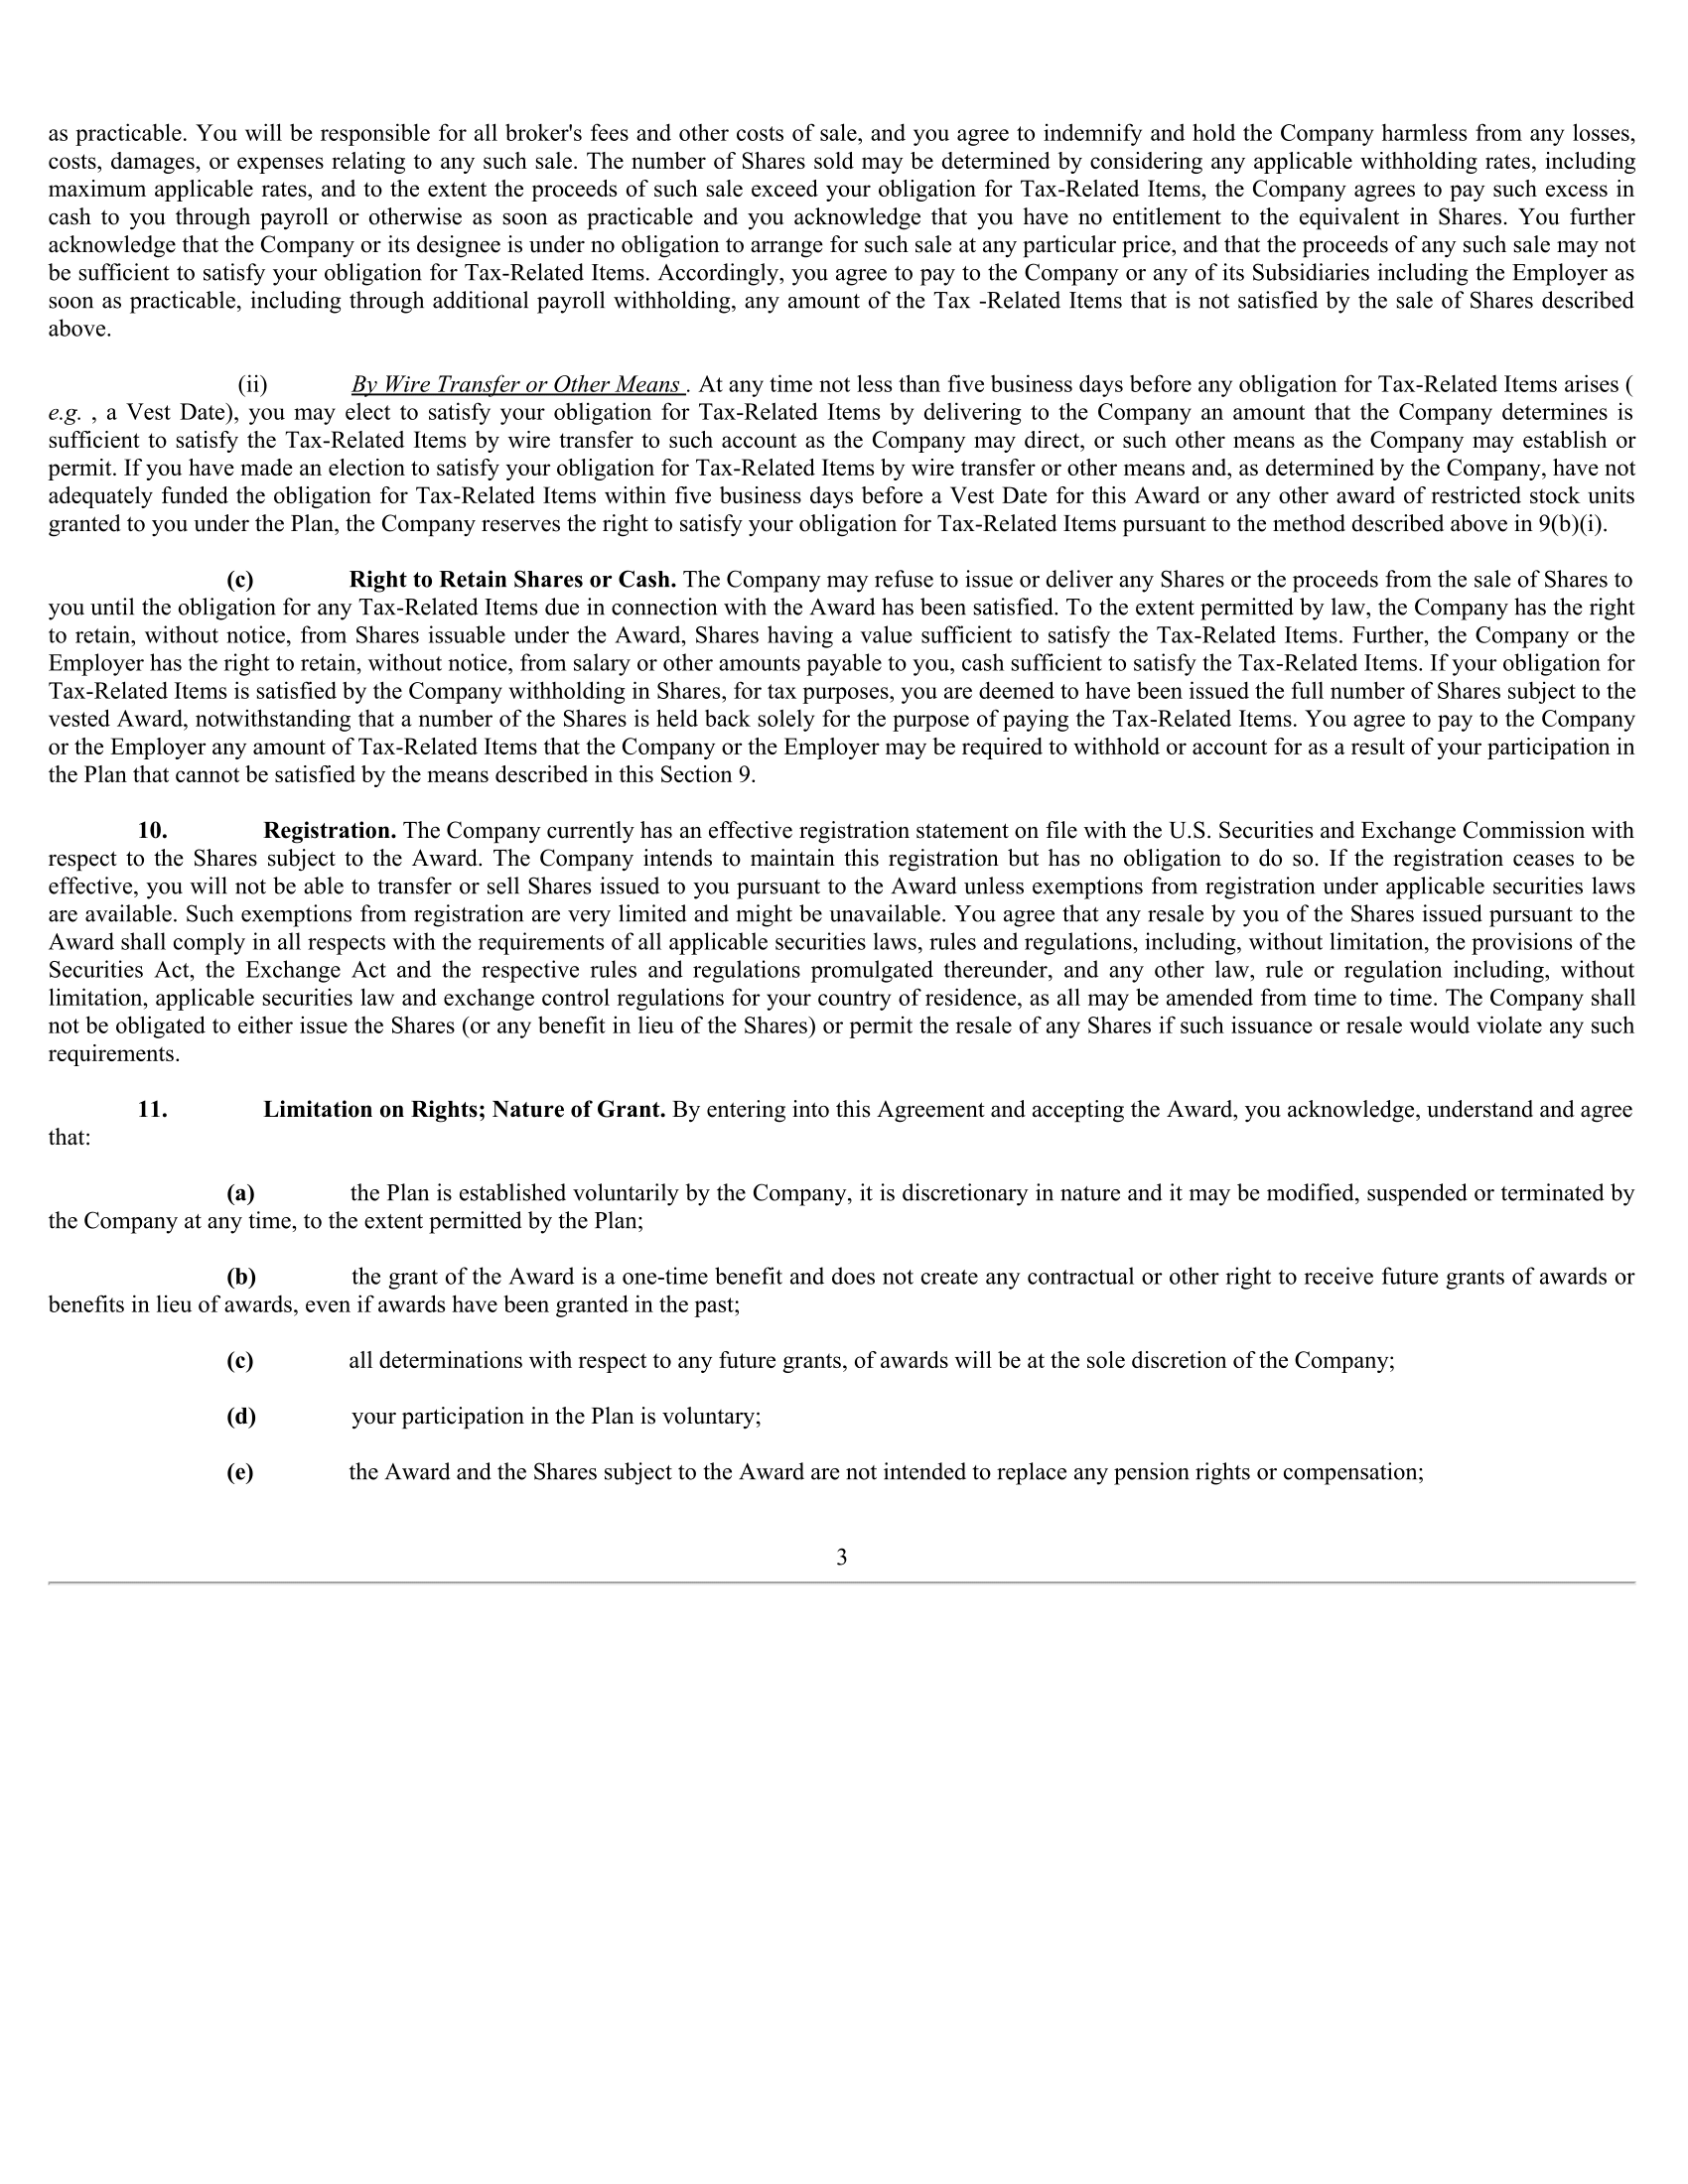 as practicable. You will be responsible for all broker's fees and other costs of sale, and you agree to indemnify and hold the Company harmless from any losses,
costs, damages, or expenses relating to any such sale. The number of Shares sold may be determined by considering any applicable withholding rates, including
maximum applicable rates, and to the extent the proceeds of such sale exceed your obligation for Tax-Related Items, the Company agrees to pay such excess in
cash to you through payroll or otherwise as soon as practicable and you acknowledge that you have no entitlement to the equivalent in Shares. You further
acknowledge that the Company or its designee is under no obligation to arrange for such sale at any particular price, and that the proceeds of any such sale may not
be sufficient to satisfy your obligation for Tax-Related Items. Accordingly, you agree to pay to the Company or any of its Subsidiaries including the Employer as
soon as practicable, including through additional payroll withholding, any amount of the Tax -Related Items that is not satisfied by the sale of Shares described
above.
(ii) By Wire Transfer or Other Means . At any time not less than five business days before any obligation for Tax-Related Items arises (
e.g. , a Vest Date), you may elect to satisfy your obligation for Tax-Related Items by delivering to the Company an amount that the Company determines is
sufficient to satisfy the Tax-Related Items by wire transfer to such account as the Company may direct, or such other means as the Company may establish or
permit. If you have made an election to satisfy your obligation for Tax-Related Items by wire transfer or other means and, as determined by the Company, have not
adequately funded the obligation for Tax-Related Items within five business days before a Vest Date for this Award or any other award of restricted stock units
granted to you under the Plan, the Company reserves the right to satisfy your obligation for Tax-Related Items pursuant to the method described above in 9(b)(i).
(c) Right to Retain Shares or Cash. The Company may refuse to issue or deliver any Shares or the proceeds from the sale of Shares to
you until the obligation for any Tax-Related Items due in connection with the Award has been satisfied. To the extent permitted by law, the Company has the right
to retain, without notice, from Shares issuable under the Award, Shares having a value sufficient to satisfy the Tax-Related Items. Further, the Company or the
Employer has the right to retain, without notice, from salary or other amounts payable to you, cash sufficient to satisfy the Tax-Related Items. If your obligation for
Tax-Related Items is satisfied by the Company withholding in Shares, for tax purposes, you are deemed to have been issued the full number of Shares subject to the
vested Award, notwithstanding that a number of the Shares is held back solely for the purpose of paying the Tax-Related Items. You agree to pay to the Company
or the Employer any amount of Tax-Related Items that the Company or the Employer may be required to withhold or account for as a result of your participation in
the Plan that cannot be satisfied by the means described in this Section 9.
10. Registration. The Company currently has an effective registration statement on file with the U.S. Securities and Exchange Commission with
respect to the Shares subject to the Award. The Company intends to maintain this registration but has no obligation to do so. If the registration ceases to be
effective, you will not be able to transfer or sell Shares issued to you pursuant to the Award unless exemptions from registration under applicable securities laws
are available. Such exemptions from registration are very limited and might be unavailable. You agree that any resale by you of the Shares issued pursuant to the
Award shall comply in all respects with the requirements of all applicable securities laws, rules and regulations, including, without limitation, the provisions of the
Securities Act, the Exchange Act and the respective rules and regulations promulgated thereunder, and any other law, rule or regulation including, without
limitation, applicable securities law and exchange control regulations for your country of residence, as all may be amended from time to time. The Company shall
not be obligated to either issue the Shares (or any benefit in lieu of the Shares) or permit the resale of any Shares if such issuance or resale would violate any such
requirements.
11. Limitation on Rights; Nature of Grant. By entering into this Agreement and accepting the Award, you acknowledge, understand and agree
that:
(a) the Plan is established voluntarily by the Company, it is discretionary in nature and it may be modified, suspended or terminated by
the Company at any time, to the extent permitted by the Plan;
(b) the grant of the Award is a one-time benefit and does not create any contractual or other right to receive future grants of awards or
benefits in lieu of awards, even if awards have been granted in the past;
(c) all determinations with respect to any future grants, of awards will be at the sole discretion of the Company;
(d) your participation in the Plan is voluntary;
(e) the Award and the Shares subject to the Award are not intended to replace any pension rights or compensation;
3